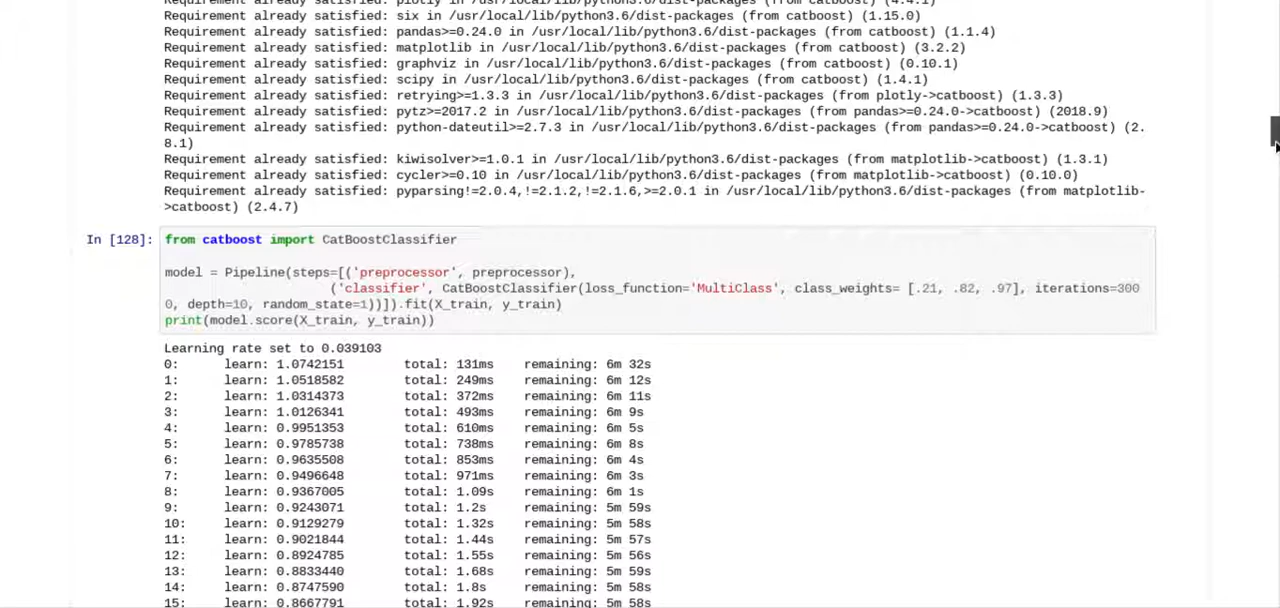 Requirement already satisfied: plotly in /usr/local/lib/python3.6/dist-packages (from catboost) (4.4.1)
Requirement already satisfied: six in /usr/local/lib/python3.6/dist-packages (from catboost) (1.15.0)
Requirement already satisfied: pandas>=0.24.0 in /usr/local/lib/python3.6/dist-packages (from catboost) (1.1.4)
Requirement already satisfied: matplotlib in /usr/local/lib/python3.6/dist-packages (from catboost) (3.2.2)
Requirement already satisfied: graphviz in /usr/local/lib/python3.6/dist-packages (from catboost) (0.10.1)
Requirement already satisfied: scipy in /usr/local/lib/python3.6/dist-packages (from catboost) (1.4.1)
Requirement already satisfied: retrying>=1.3.3 in /usr/local/lib/python3.6/dist-packages (from plotly->catboost) (1.3.3)
Requirement already satisfied: pytz>=2017.2 in /usr/local/lib/python3.6/dist-packages (from pandas>=0.24.0->catboost) (2018.9)
Requirement already satisfied: python-dateutil>=2.7.3 in /usr/local/lib/python3.6/dist-packages (from pandas>=0.24.0->catboost) (2.
8.1)
Requirement already satisfied: kiwisolver>=1.0.1 in /usr/local/lib/python3.6/dist-packages (from matplotlib->catboost) (1.3.1)
Requirement already satisfied: cycler>=0.10 in /usr/local/lib/python3.6/dist-packages (from matplotlib->catboost) (0.10.0)
Requirement already satisfied: pyparsing!=2.0.4,!=2.1.2,!=2.1.6,>=2.0.1 in /usr/local/lib/python3.6/dist-packages (from matplotlib-
>catboost) (2.4.7)
In [128]: from catboost import CatBoostClassifier
model = Pipeline(steps=[('preprocessor', preprocessor),
('classifier', CatBoostClassifier(loss_function='MultiClass', class_weights= [.21, .82, .97], iterations=300
0, depth=10, random_state=1))]).fit(X_train, y_train)
print(model.score(X_train, y_train))
Learning rate set to 0.039103
0: learn: 1.0742151 total: 131ms remaining: 6m 32s
1: learn: 1.0518582 total: 249ms remaining: 6m 12s
2: learn: 1.0314373 total: 372ms remaining: 6m 11s
3: learn: 1.0126341 total: 493ms remaining: 6m 9s
4: learn: 0.9951353 total: 610ms remaining: 6m 5s
5: learn: 0.9785738 total: 738ms remaining: 6m 8s
6: learn: 0.9635508 total: 853ms remaining: 6m 4s
7: learn: 0.9496648 total: 971ms remaining: 6m 3s
8: learn: 0.9367005 total: 1.09s remaining: 6m 1s
9: learn: 0.9243071 total: 1.2s remaining: 5m 59s
10: learn: 0.9129279 total: 1.32s remaining: 5m 58s
11: learn: 0.9021844 total: 1.44s remaining: 5m 57s
12: learn: 0.8924785 total: 1.55s remaining: 5m 56s
13: learn: 0.8833440 total: 1.68s remaining: 5m 59s
14: learn: 0.8747590 total: 1.8s remaining: 5m 58s
15: learn: 0.8667791 total: 1.92s remaining: 5m 58s